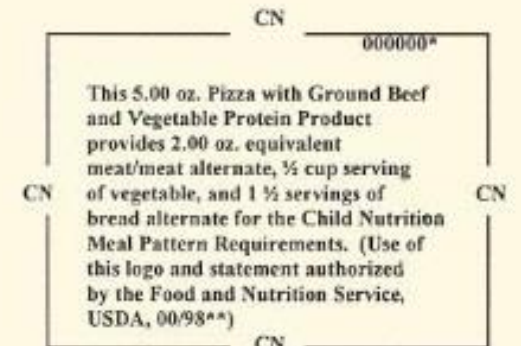 CN
000000*
This 5.00 oz. Pizza with Ground Beef
and Vegetable Protein Product
provides 2.00 oz. equivalent
meat/meat alternate, ½ cup serving
CN of vegetable, and 1 ½ servings of CN
bread alternate for the Child Nutrition
Meal Pattern Requirements. (Use of
this logo and statement authorized
by the Food and Nutrition Service,
USDA, 00/98**)
CN